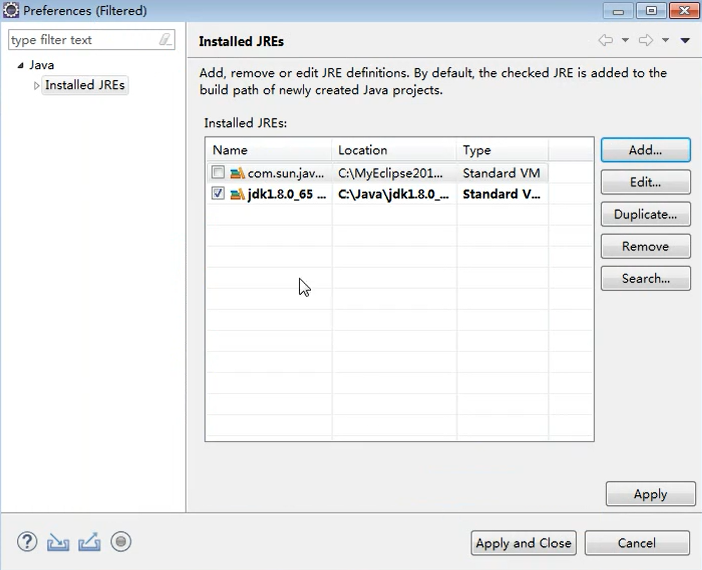 Preferences (Filtered)
type filter text
Java
Installed JREs
Installed JREs
Add, remove or edit JRE definitions. By default, the checked JRE is added to the
build path of newly created Java projects.
Installed JREs:
Name Location Type
com.sun.jav... C:\MyEclipse201... Standard VM
jdk1.8.0_65 ... C:\Java\jdk1.8.0_... Standard V...
Add...
Edit...
Duplicate...
Remove
Search...
Apply
Apply and Close Cancel